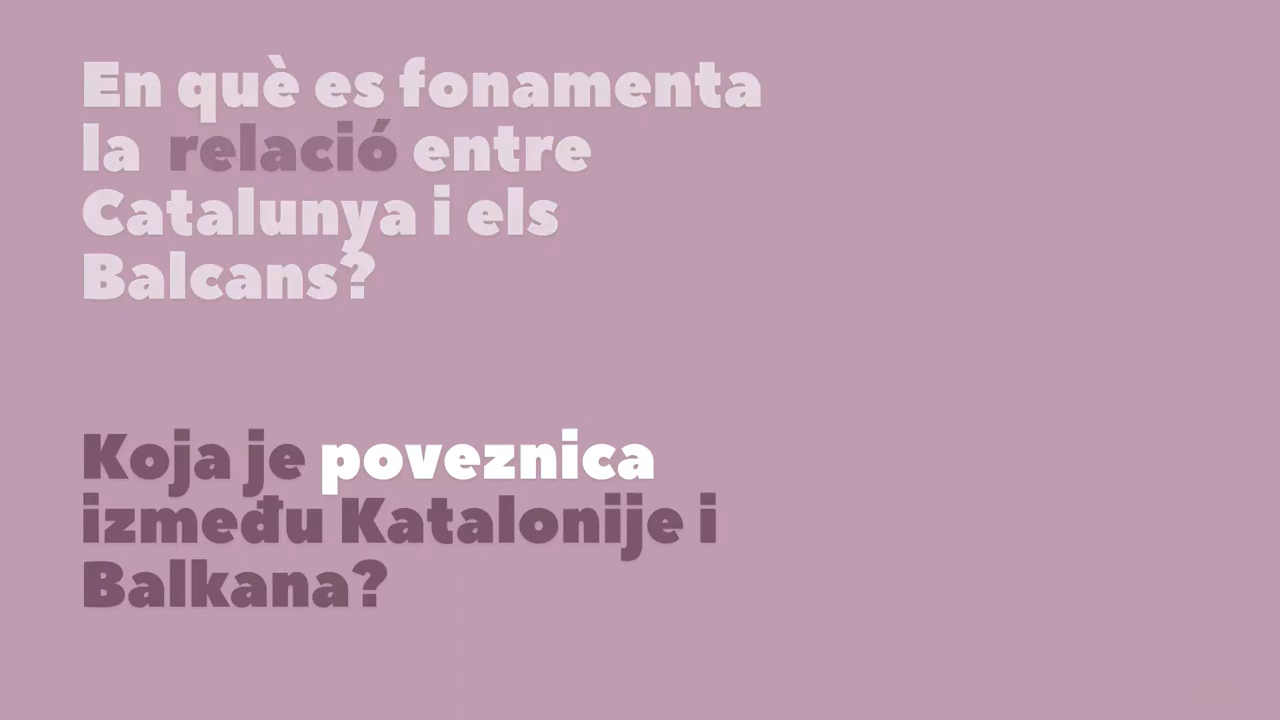 En què es fonamenta
la relació entre
Catalunya i els
Balcans?
Koja je poveznica
između Katalonije i
Balkana?